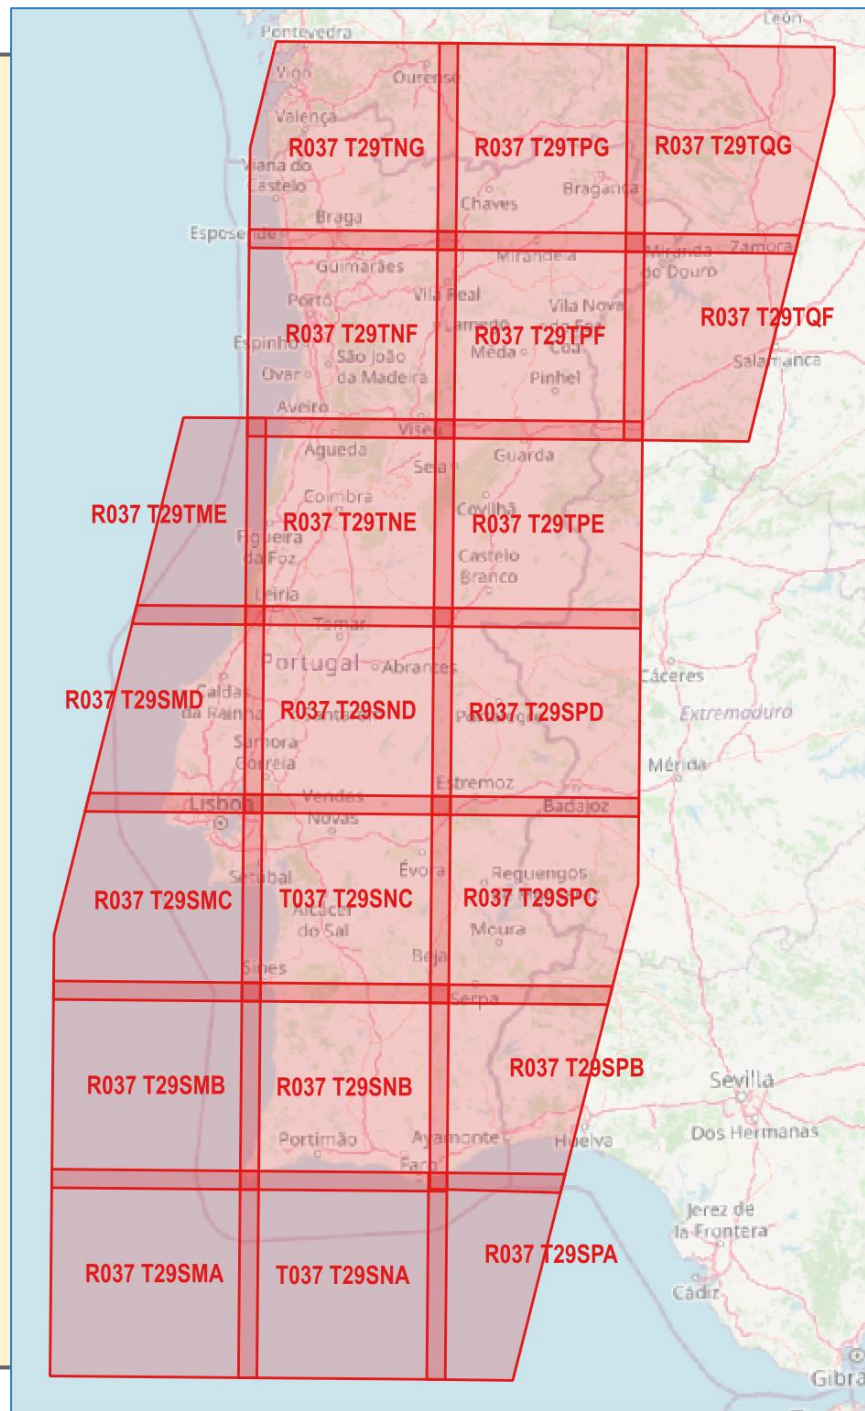 León
Pontevedra
Vigo
Ourense
Valença
R037 T29TNG
R037 T29TPG
R037 T29TQG
Viana do
Castelo
Bragança
Chaves
Braga
Esposende
Guimarães
Mirandela
Miranda
do Douro
Zamora
Vila Real
Porto
Vila Nova
R037 T29TNF
R037 T29TPF
R037 T29TQF
Lamego
Coa
Espinho
São João
da Madeira
Mêda
Salamanca
Ovar
Pinhel
Aveiro
Viseu
Agueda
Guarda
Seia
Coimbra
Covilhã
R037 T29TME
R037 T29TNE
R037 T29TPE
Figueira
da Foz
Castelo
Branco
Leiria
Tomar
Portugal
Abrantes
Cáceres
Caldas
da Rainha
R037 T29SMD
R037 T29SND
R037 T29SPD
Extremadura
Samora
Correia
Mérida
Estremoz
Lisboa
Vendas
Novas
Badajoz
Évora
Setúbal
Reguengos
R037 T29SMC
T037 T29SNC
R037 T29SPC
Alcácer
do Sal
Moura
Beja
Sines
Serpa
R037 T29SMB
R037 T29SNB
R037 T29SPB
Sevilla
Dos Hermanas
Portimão
Ayamonte
Huelva
Faro
Jerez de
la Frontera
R037 T29SMA
T037 T29SNA
R037 T29SPA
Cádiz
Gibra